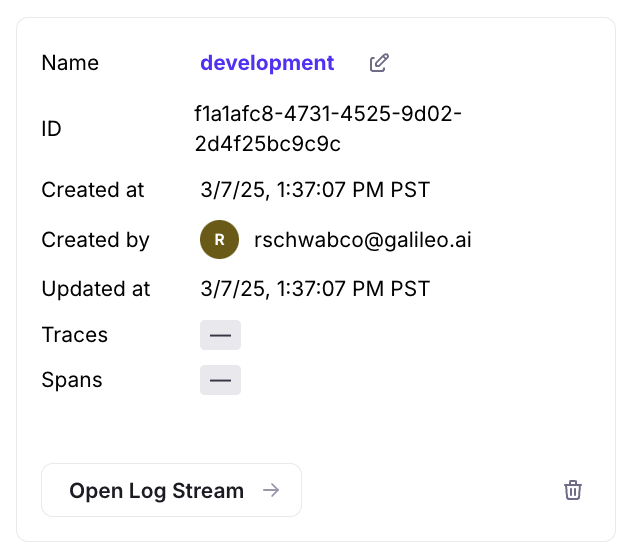 Name development
ID f1a1afc8-4731-4525-9d02-
2d4f25bc9c9c
Created at 3/7/25, 1:37:07 PM PST
Created by R rschwabco@galileo.ai
Updated at 3/7/25, 1:37:07 PM PST
Traces —
Spans —
Open Log Stream →